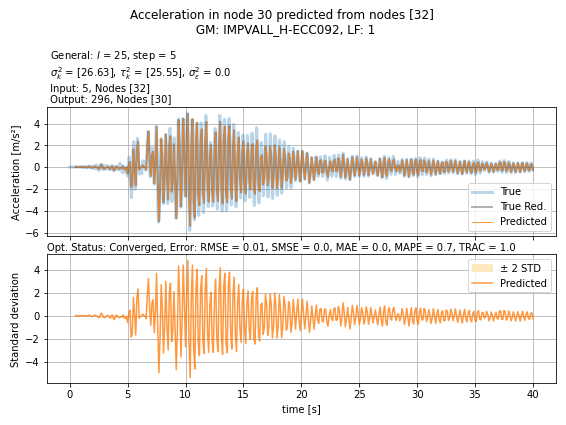 Acceleration in node 30 predicted from nodes [32]
GM: IMPVALL_H-ECC092, LF: 1
General: l = 25, step = 5
σ²ₖ = [26.63], τ²ₖ = [25.55], σ²ε = 0.0
Input: 5, Nodes [32]
Output: 296, Nodes [30]
Acceleration [m/s²]
4
2
0
−2
−4
−6
True
True Red.
Predicted
Opt. Status: Converged, Error: RMSE = 0.01, SMSE = 0.0, MAE = 0.0, MAPE = 0.7, TRAC = 1.0
Standard deviation
4
2
0
−2
−4
± 2 STD
Predicted
0 5 10 15 20 25 30 35 40
time [s]